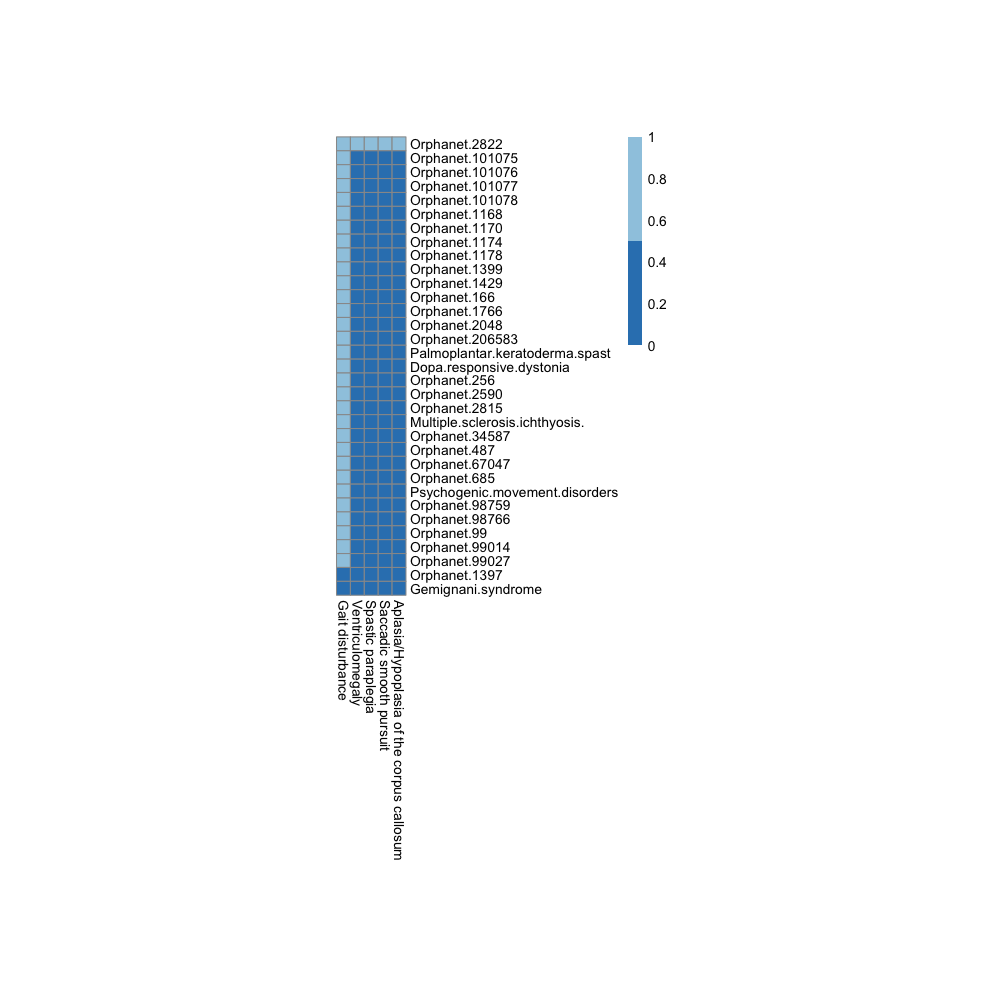 Orphanet.2822
Orphanet.101075
Orphanet.101076
Orphanet.101077
Orphanet.101078
Orphanet.1168
Orphanet.1170
Orphanet.1174
Orphanet.1178
Orphanet.1399
Orphanet.1429
Orphanet.166
Orphanet.1766
Orphanet.2048
Orphanet.206583
Palmoplantar.keratoderma.spast
Dopa.responsive.dystonia
Orphanet.256
Orphanet.2590
Orphanet.2815
Multiple.sclerosis.ichthyosis.
Orphanet.34587
Orphanet.487
Orphanet.67047
Orphanet.685
Psychogenic.movement.disorders
Orphanet.98759
Orphanet.98766
Orphanet.99
Orphanet.99014
Orphanet.99027
Orphanet.1397
Gemignani.syndrome
1
0.8
0.6
0.4
0.2
0
Gait disturbance
Ventriculomegaly
Spastic paraplegia
Saccadic smooth pursuit
Aplasia/Hypoplasia of the corpus callosum